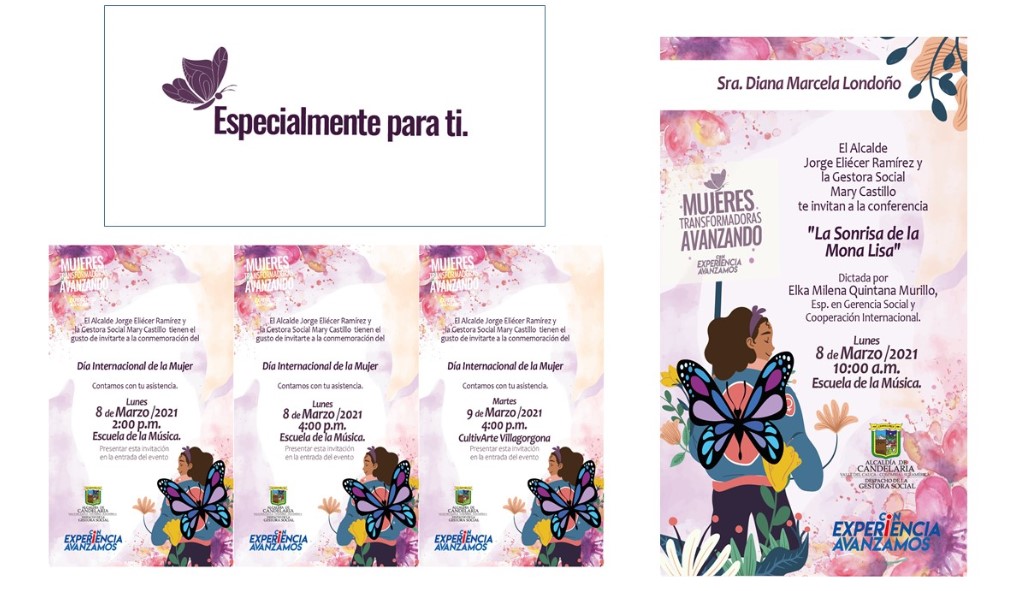 Especialmente para ti.
MUJERES
TRANSFORMADORAS
AVANZANDO
El Alcalde Jorge Eliécer Ramírez y
la Gestora Social Mary Castillo tienen el
gusto de invitarte a la conmemoración del
Día Internacional de la Mujer
Contamos con tu asistencia.
Lunes
8 de Marzo/2021
2:00 p.m.
Escuela de la Música.
Presentar esta invitación
en la entrada del evento
ALCALDÍA DE
CANDELARIA
GESTORA SOCIAL
CON
EXPERIENCIA
AVANZAMOS
MUJERES
TRANSFORMADORAS
AVANZANDO
El Alcalde Jorge Eliécer Ramírez y
la Gestora Social Mary Castillo tienen el
gusto de invitarte a la conmemoración del
Día Internacional de la Mujer
Contamos con tu asistencia.
Lunes
8 de Marzo/2021
4:00 p.m.
Escuela de la Música.
Presentar esta invitación
en la entrada del evento
ALCALDÍA DE
CANDELARIA
GESTORA SOCIAL
CON
EXPERIENCIA
AVANZAMOS
MUJERES
TRANSFORMADORAS
AVANZANDO
El Alcalde Jorge Eliécer Ramírez y
la Gestora Social Mary Castillo tienen el
gusto de invitarte a la conmemoración del
Día Internacional de la Mujer
Contamos con tu asistencia.
Martes
9 de Marzo/2021
4:00 p.m.
CultivArte Villagorgona
Presentar esta invitación
en la entrada del evento
ALCALDÍA DE
CANDELARIA
GESTORA SOCIAL
CON
EXPERIENCIA
AVANZAMOS
Sra. Diana Marcela Londoño
MUJERES
TRANSFORMADORAS
AVANZANDO
CON
EXPERIENCIA
AVANZAMOS
El Alcalde
Jorge Eliécer Ramírez y
la Gestora Social
Mary Castillo
te invitan a la conferencia
"La Sonrisa de la
Mona Lisa"
Dictada por
Elka Milena Quintana Murillo,
Esp. en Gerencia Social y
Cooperación Internacional.
Lunes
8 de Marzo/2021
10:00 a.m.
Escuela de la Música.
ALCALDÍA DE
CANDELARIA
DESPACHO DE LA
GESTORA SOCIAL
CON
EXPERIENCIA
AVANZAMOS